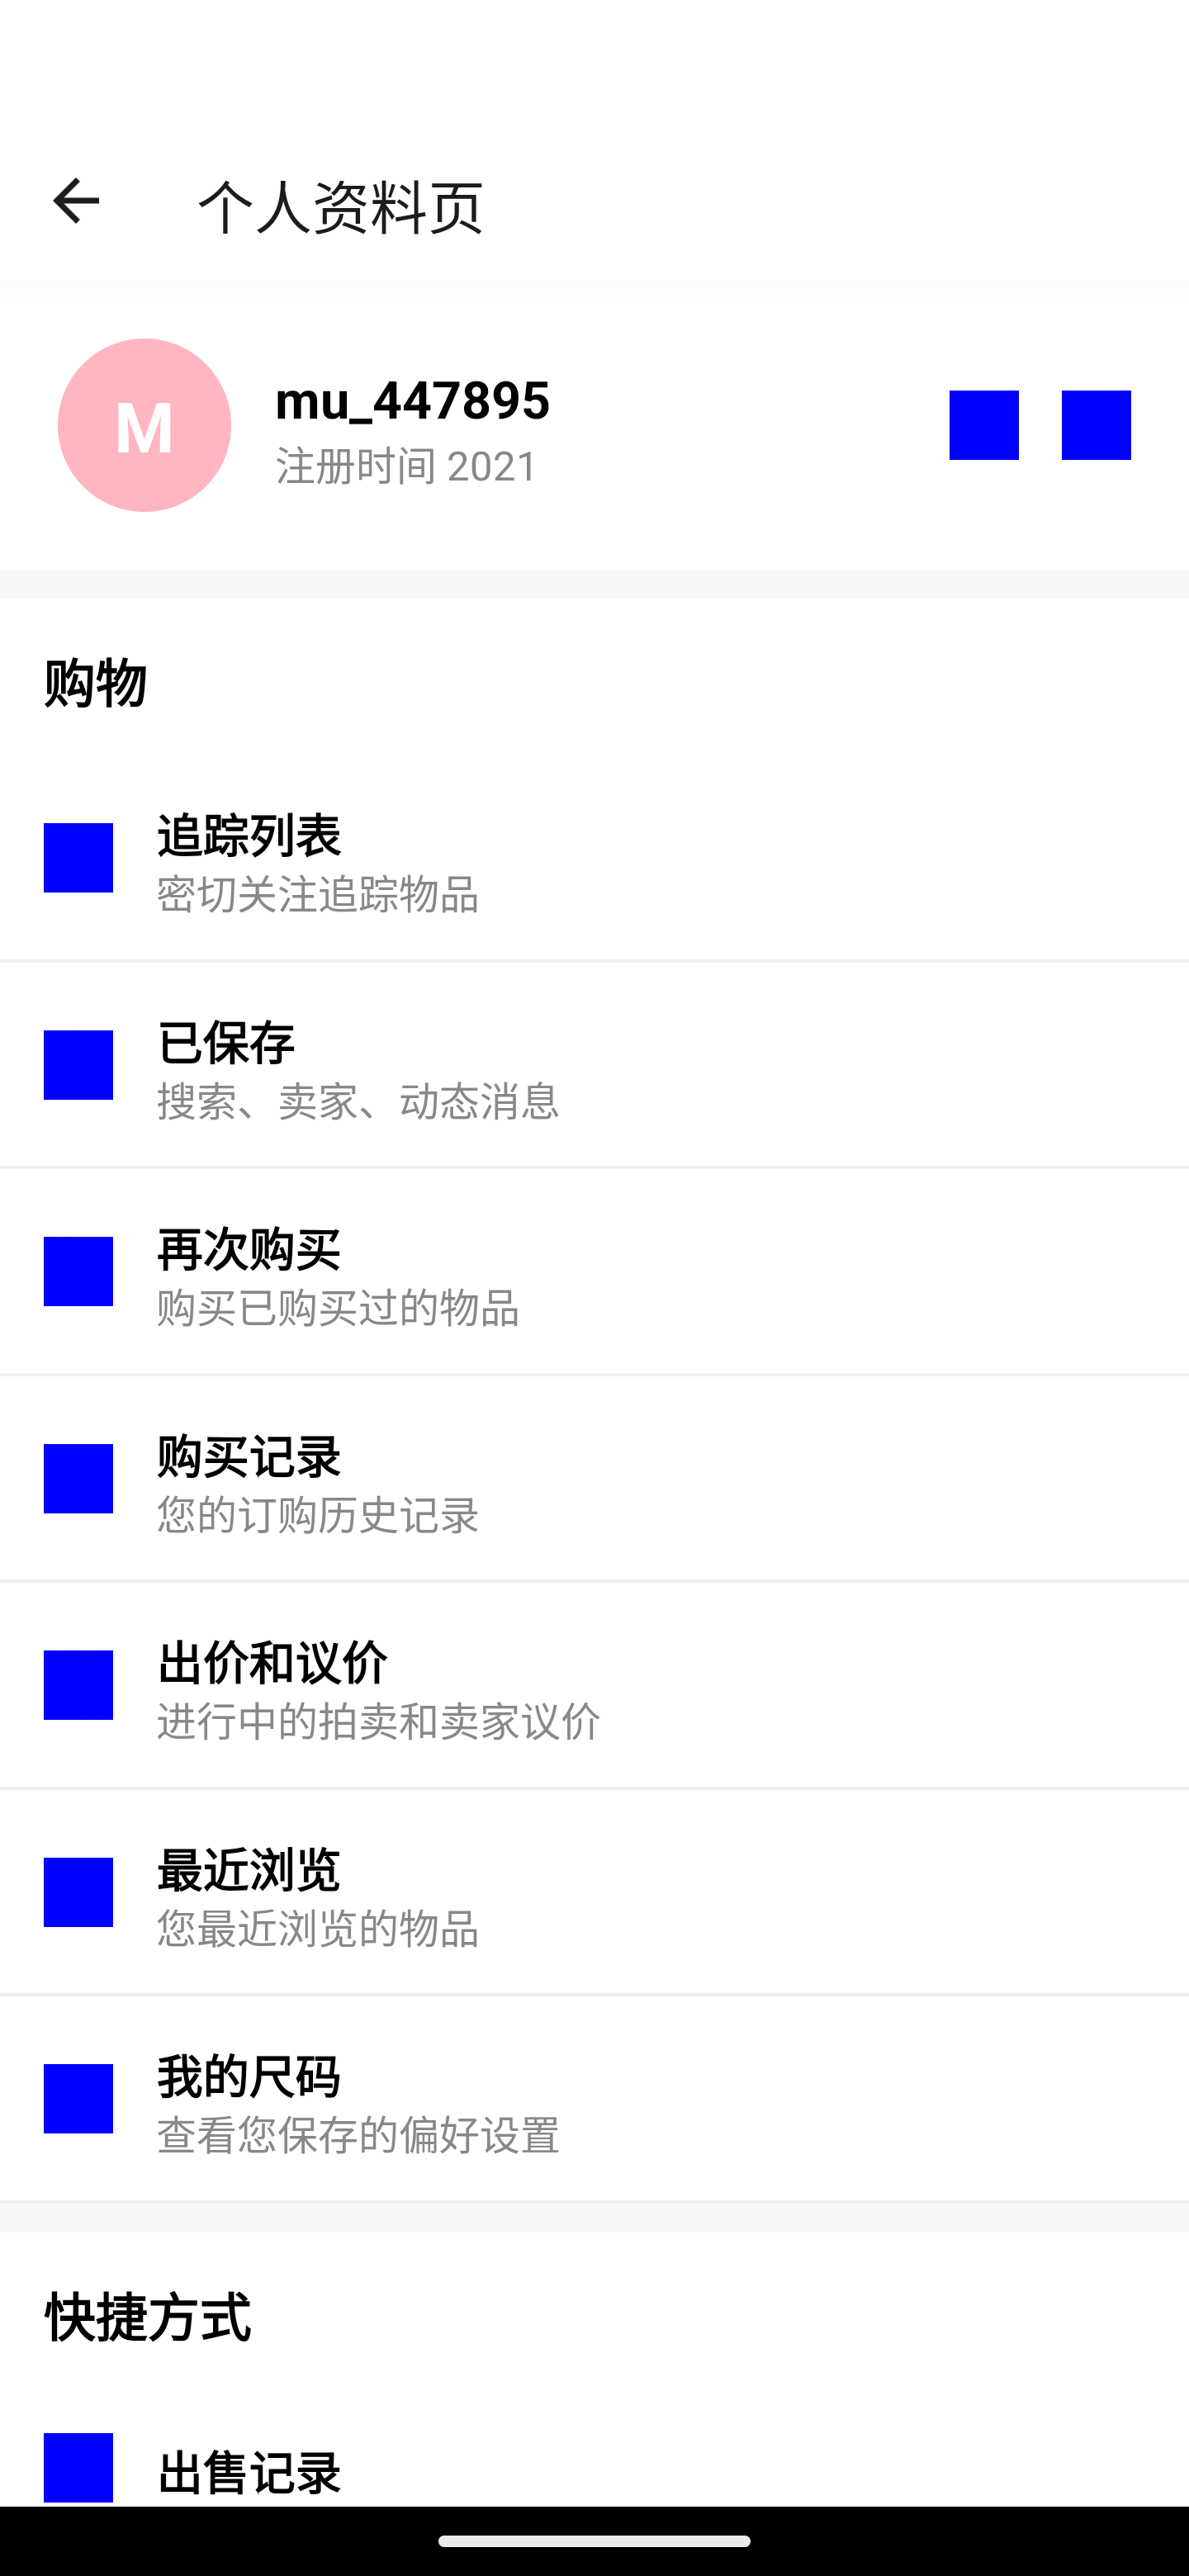 个人资料页
M
mu_447895
注册时间 2021
购物
追踪列表
密切关注追踪物品
已保存
搜索、卖家、动态消息
再次购买
购买已购买过的物品
购买记录
您的订购历史记录
出价和议价
进行中的拍卖和卖家议价
最近浏览
您最近浏览的物品
我的尺码
查看您保存的偏好设置
快捷方式
出售记录